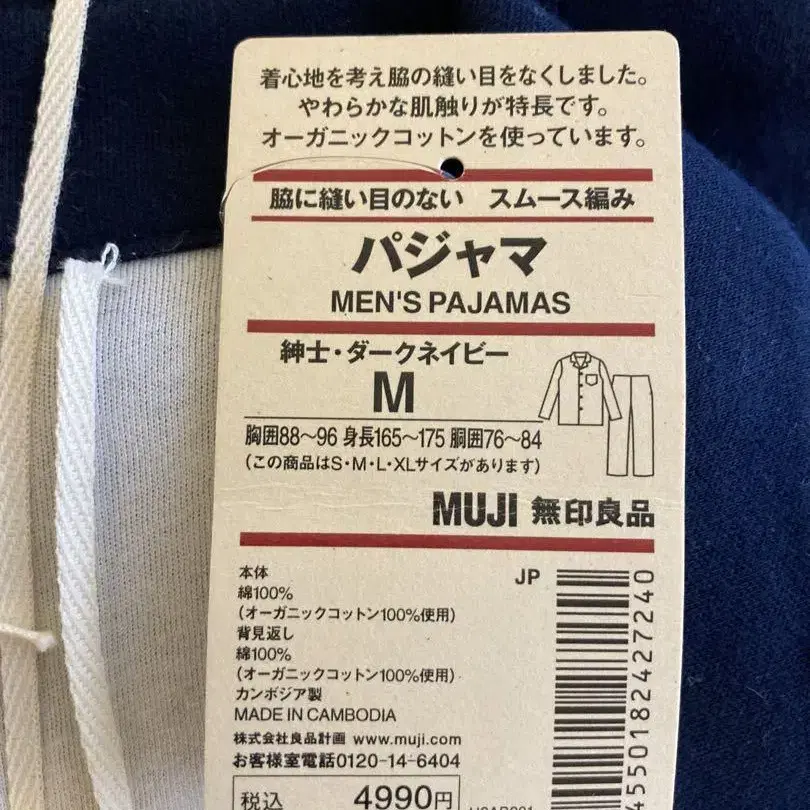 着心地を考え脇の縫い目をなくしました。
やわらかな肌触りが特長です。
オーガニックコットンを使っています。
脇に縫い目のない　スムース編み
パジャマ
MEN'S PAJAMAS
紳士・ダークネイビー
M
胸囲88〜96 身長165〜175 胴囲76〜84
(この商品はS・M・L・XLサイズがあります)
MUJI 無印良品
JP
本体
綿100%
(オーガニックコットン100%使用)
背見返し
綿100%
(オーガニックコットン100%使用)
カンボジア製
MADE IN CAMBODIA
株式会社良品計画 www.muji.com
お客様室電話0120-14-6404
税込 4990円
4550182427240